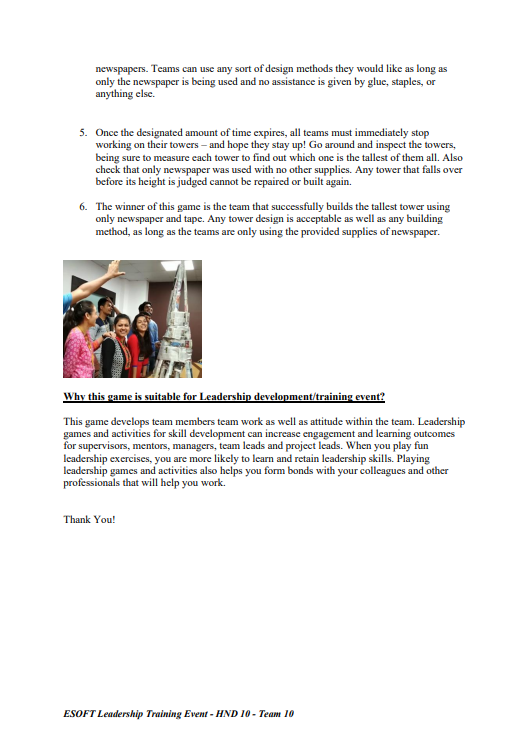 newspapers. Teams can use any sort of design methods they would like as long as
only the newspaper is being used and no assistance is given by glue, staples, or
anything else.
5. Once the designated amount of time expires, all teams must immediately stop
working on their towers – and hope they stay up! Go around and inspect the towers,
being sure to measure each tower to find out which one is the tallest of them all. Also
check that only newspaper was used with no other supplies. Any tower that falls over
before its height is judged cannot be repaired or built again.
6. The winner of this game is the team that successfully builds the tallest tower using
only newspaper and tape. Any tower design is acceptable as well as any building
method, as long as the teams are only using the provided supplies of newspaper.
Why this game is suitable for Leadership development/training event?
This game develops team members team work as well as attitude within the team. Leadership
games and activities for skill development can increase engagement and learning outcomes
for supervisors, mentors, managers, team leads and project leads. When you play fun
leadership exercises, you are more likely to learn and retain leadership skills. Playing
leadership games and activities also helps you form bonds with your colleagues and other
professionals that will help you work.
Thank You!
ESOFT Leadership Training Event - HND 10 - Team 10